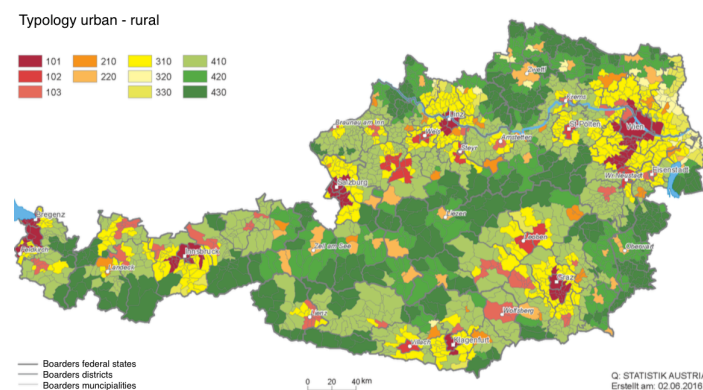 Typology urban - rural
101 210 310 410
102 220 320 420
103 330 430
Zwettl
Krems
Linz
Braunau am Inn
Wels
St.Pölten
Wien
Amstetten
Steyr
Salzburg
Wr.Neustadt
Eisenstadt
Bregenz
Liezen
Feldkirch
Innsbruck
Zell am See
Leoben
Oberwart
Landeck
Graz
Lienz
Wolfsberg
Villach
Klagenfurt
Boarders federal states
Boarders districts
Boarders muncipialities
0 20 40 km
Q: STATISTIK AUSTRIA
Erstellt am: 02.06.2016